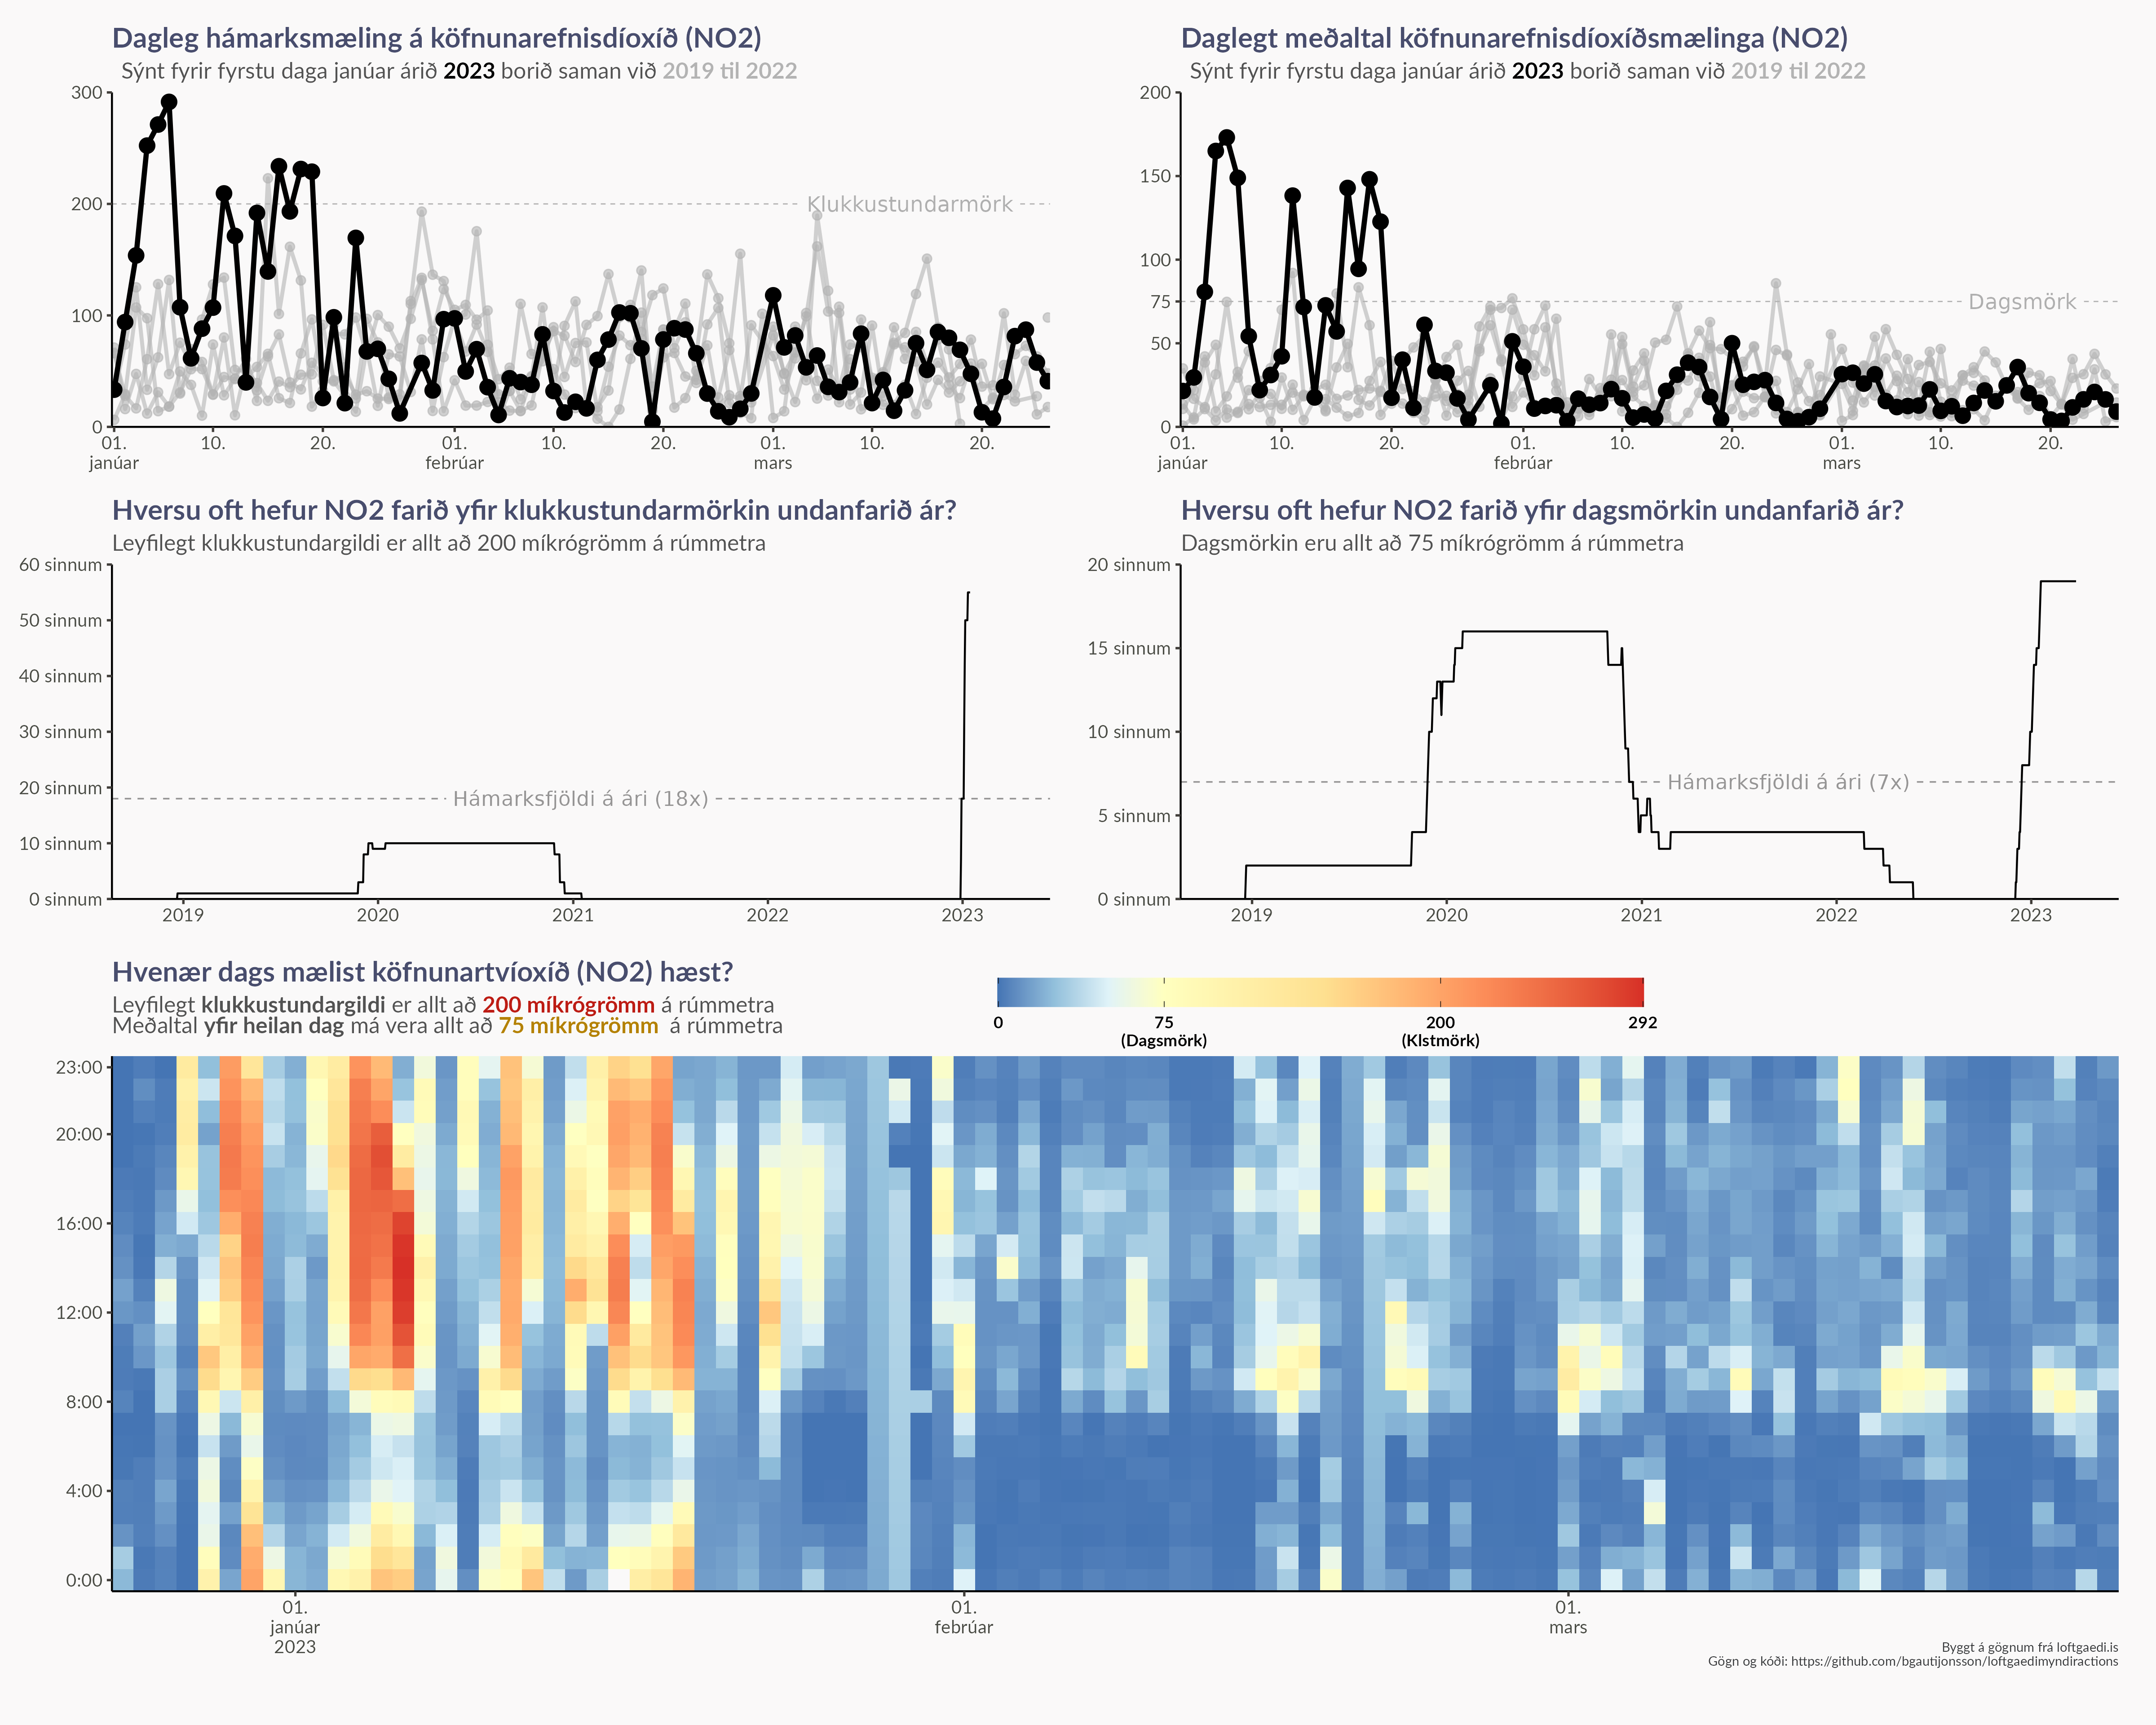 Dagleg hámarksmæling á köfnunarefnisdíoxíð (NO2)
Sýnt fyrir fyrstu daga janúar árið 2023 borið saman við 2019 til 2022
300
200
100
0
Klukkustundarmörk
01. 10. 20. 01. 10. 20. 01. 10. 20.
janúar febrúar mars
Daglegt meðaltal köfnunarefnisdíoxíðsmælinga (NO2)
Sýnt fyrir fyrstu daga janúar árið 2023 borið saman við 2019 til 2022
200
150
100
75
50
0
Dagsmörk
01. 10. 20. 01. 10. 20. 01. 10. 20.
janúar febrúar mars
Hversu oft hefur NO2 farið yfir klukkustundarmörkin undanfarið ár?
Leyfilegt klukkustundargildi er allt að 200 míkrógrömm á rúmmetra
60 sinnum
50 sinnum
40 sinnum
30 sinnum
20 sinnum
10 sinnum
0 sinnum
Hámarksfjöldi á ári (18x)
2019 2020 2021 2022 2023
Hversu oft hefur NO2 farið yfir dagsmörkin undanfarið ár?
Dagsmörkin eru allt að 75 míkrógrömm á rúmmetra
20 sinnum
15 sinnum
10 sinnum
5 sinnum
0 sinnum
Hámarksfjöldi á ári (7x)
2019 2020 2021 2022 2023
Hvenær dags mælist köfnunartvíoxíð (NO2) hæst?
Leyfilegt klukkustundargildi er allt að 200 míkrógrömm á rúmmetra
Meðaltal yfir heilan dag má vera allt að 75 míkrógrömm á rúmmetra
0 75 200 292
(Dagsmörk) (Klstmörk)
23:00
20:00
16:00
12:00
8:00
4:00
0:00
01. 01. 01.
janúar febrúar mars
2023
Byggt á gögnum frá loftgaedi.is
Gögn og kóði: https://github.com/bgautijonsson/loftgaedimyndiractions